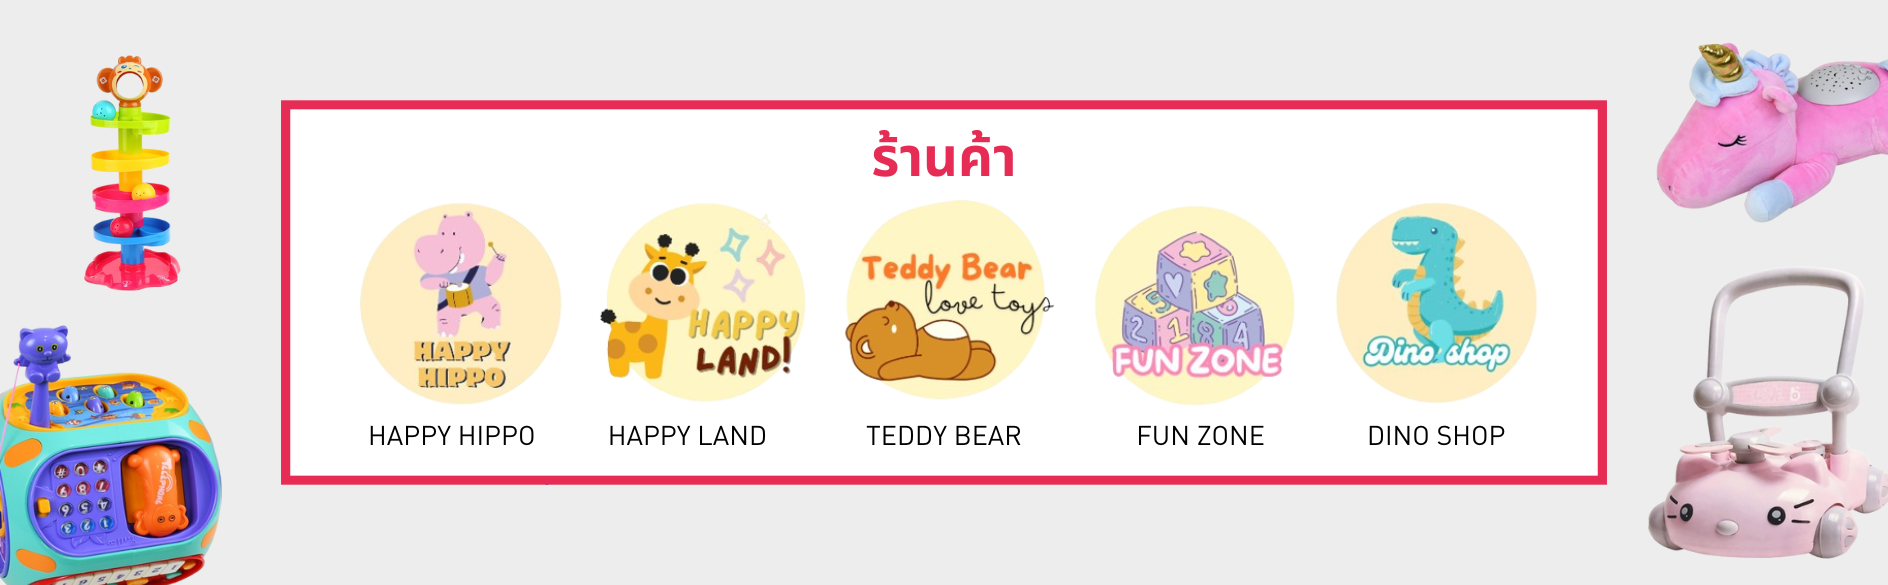 ร้านค้า
HAPPY
HIPPO
HAPPY
LAND!
Teddy Bear
love toys
FUN ZONE
Dino shop
HAPPY HIPPO
HAPPY LAND
TEDDY BEAR
FUN ZONE
DINO SHOP